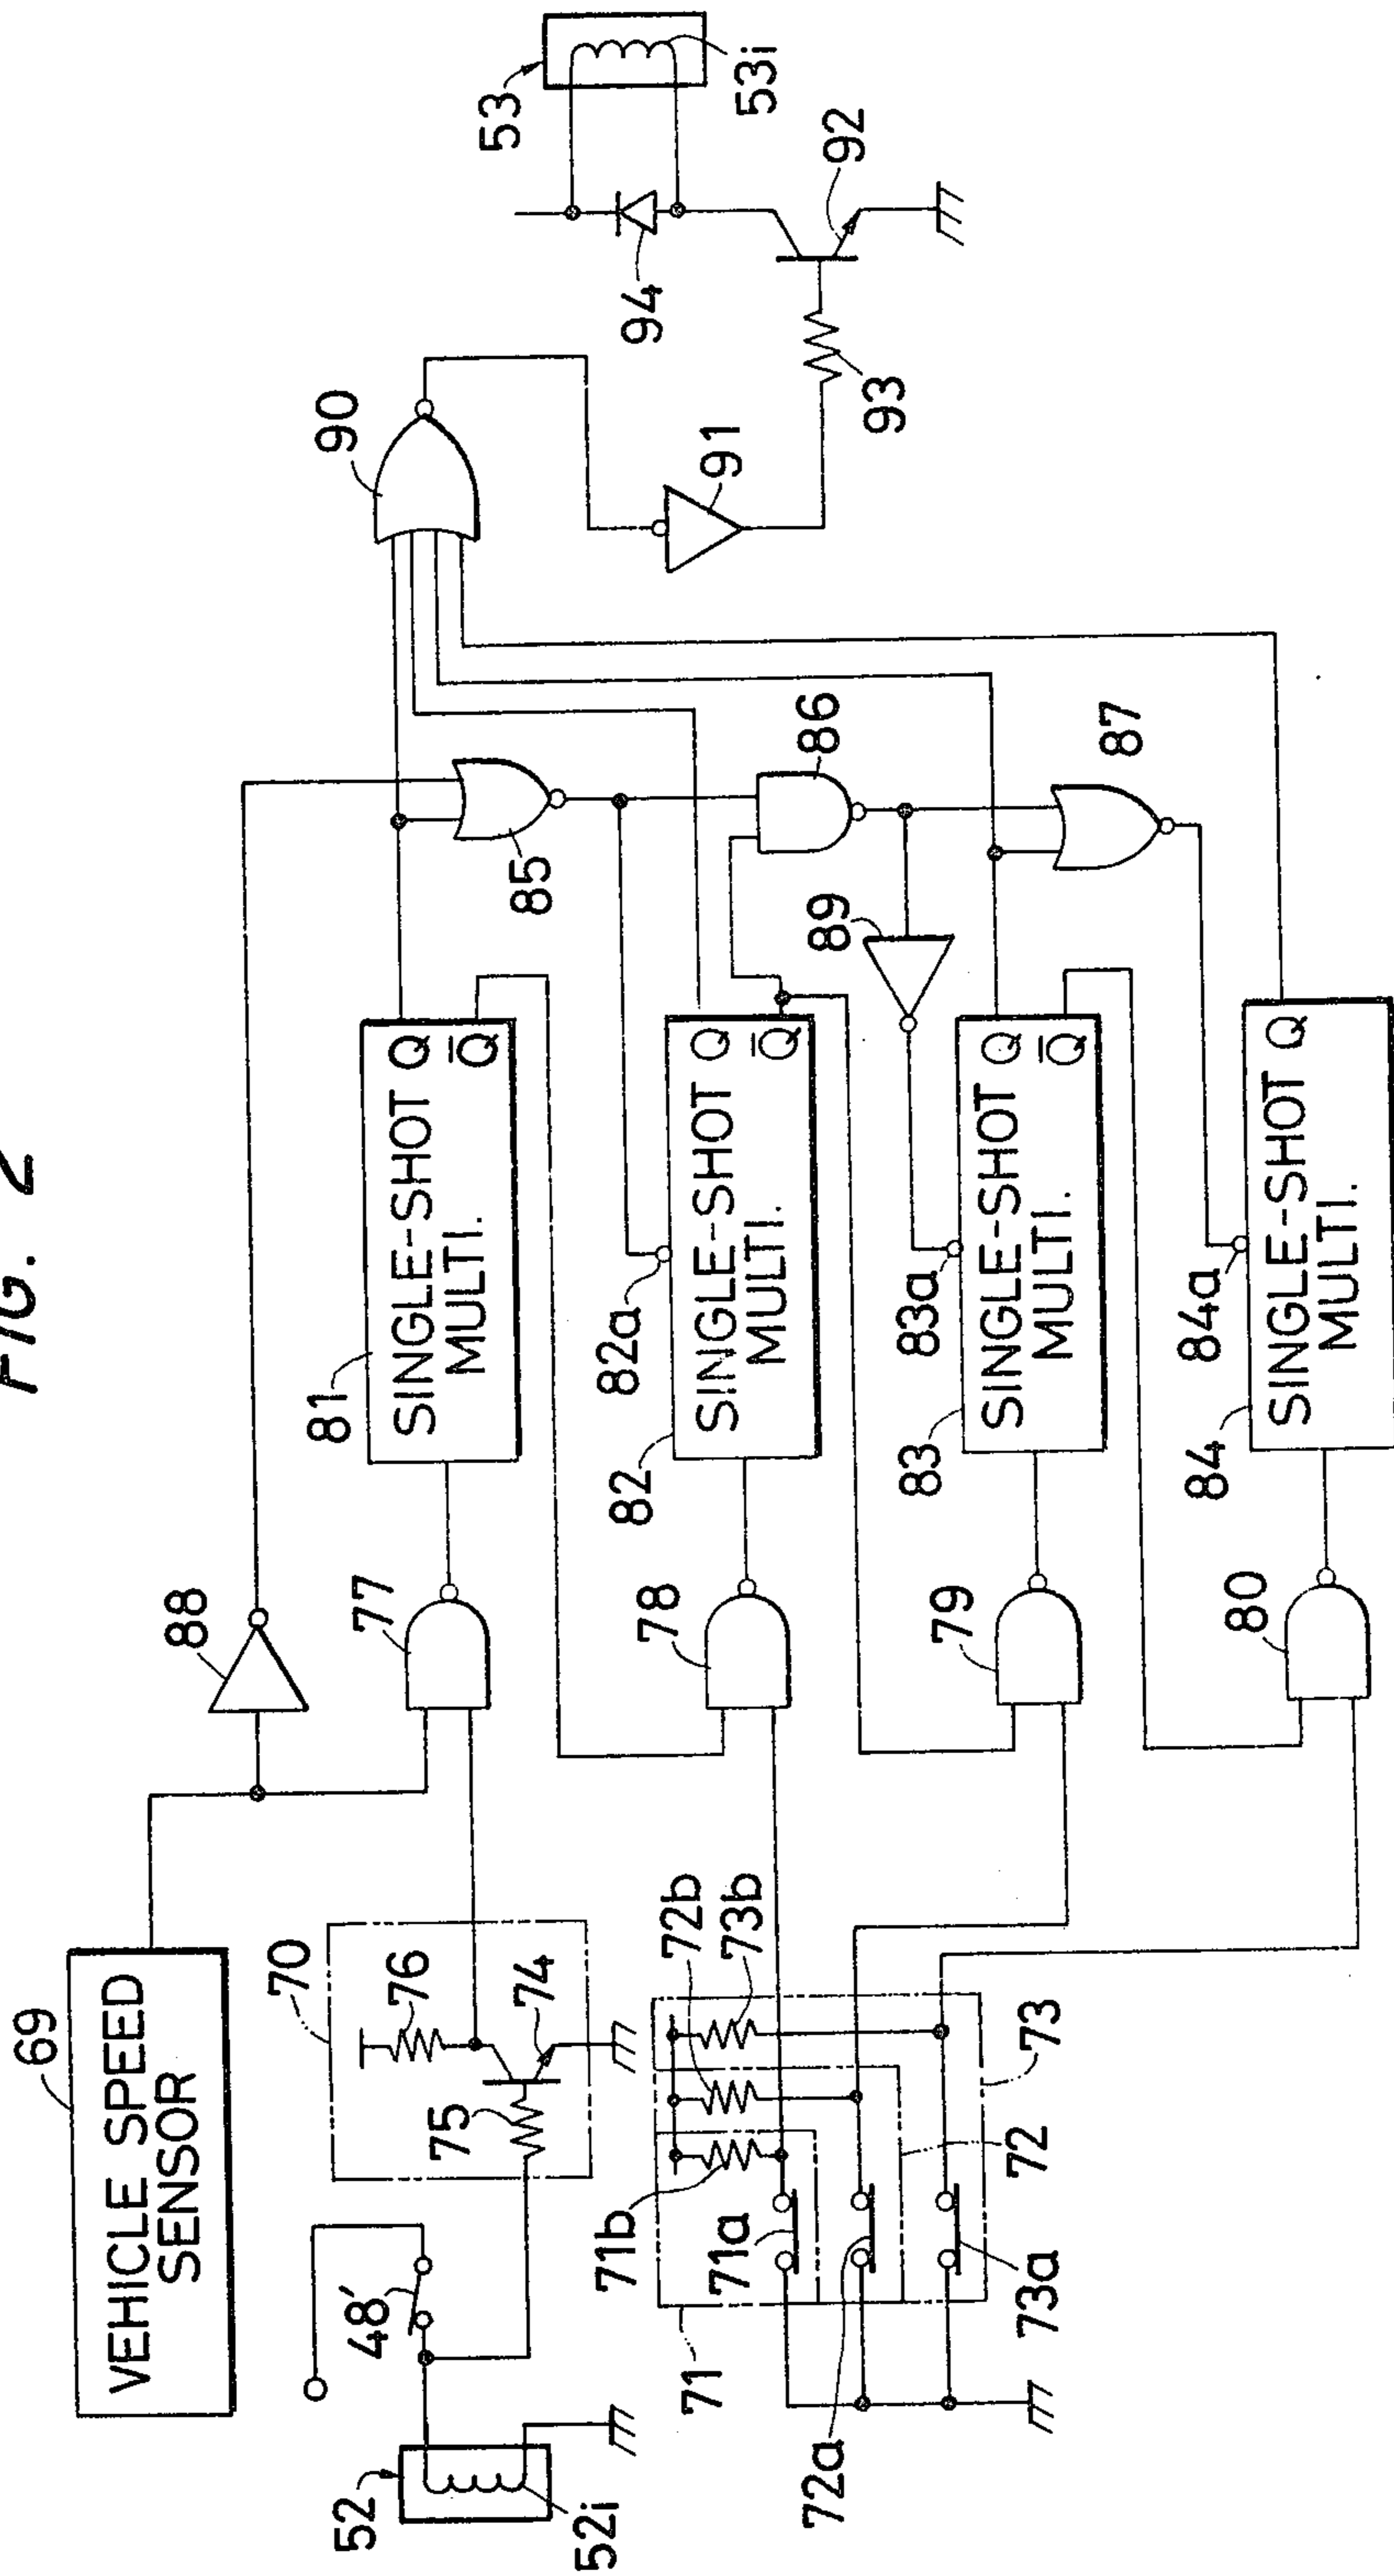 FIG. 2
69
VEHICLE SPEED
SENSOR
88
70
76
75
74
48'
52
52i
77
81
SINGLE-SHOT Q
MULTI. Q̅
90
53
53i
94
92
93
91
85
78
82
82a
SINGLE-SHOT Q
MULTI. Q̅
86
71
71a
71b
72b
73b
72
72a
73
73a
79
83
83a
SINGLE-SHOT Q
MULTI. Q̅
89
87
80
84
84a
SINGLE-SHOT Q
MULTI.